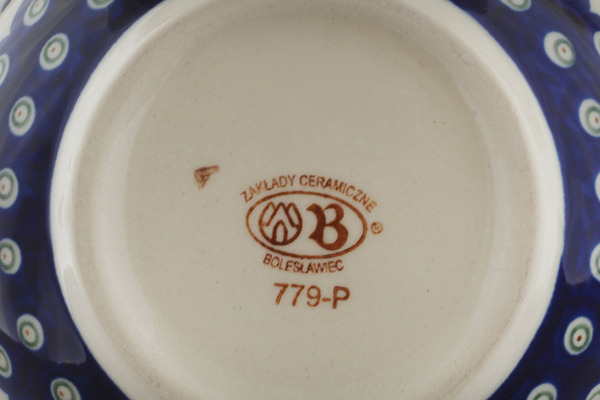 ZAKŁADY CERAMICZNE
B ®
BOLESŁAWIEC
779-P